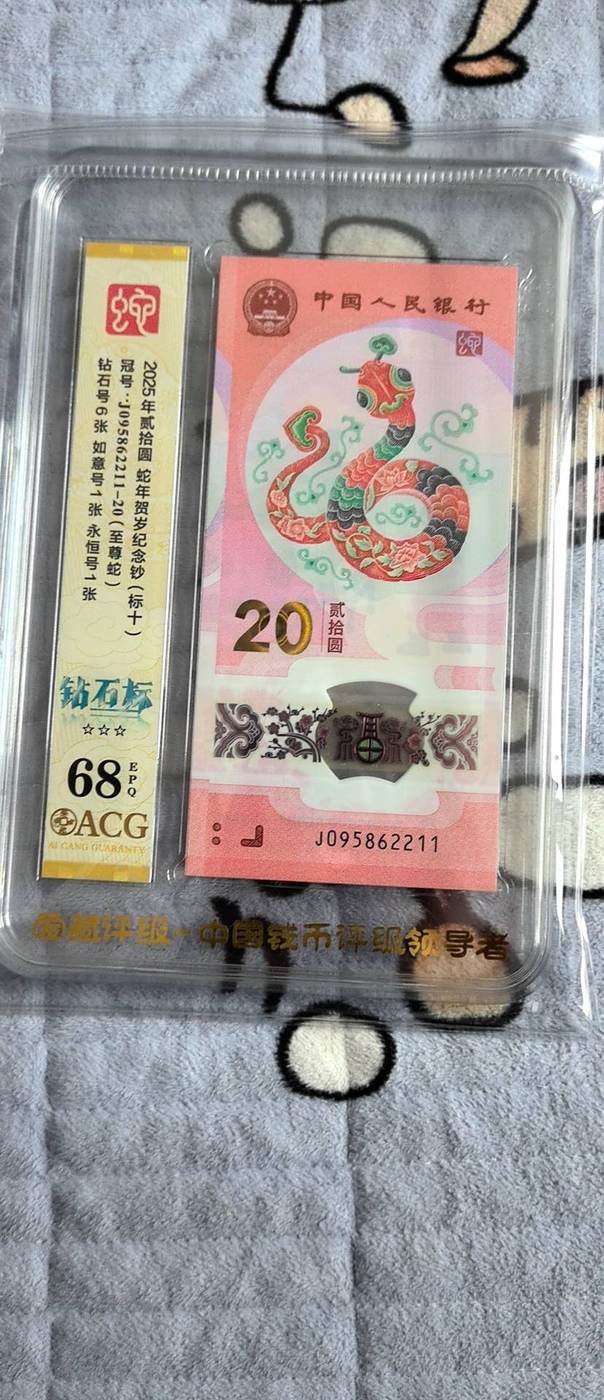 蛇
2025年贰拾圆 蛇年贺岁纪念钞(标十)
冠号:J095862211-20(至尊蛇)
钻石号6张 如意号1张 永恒号1张
钻石标
☆☆☆
68 EPQ
ACG
AI CANG GUARANTY
中国人民银行
蛇
20 贰拾圆
J095862211
爱藏评级-中国钱币评级领导者